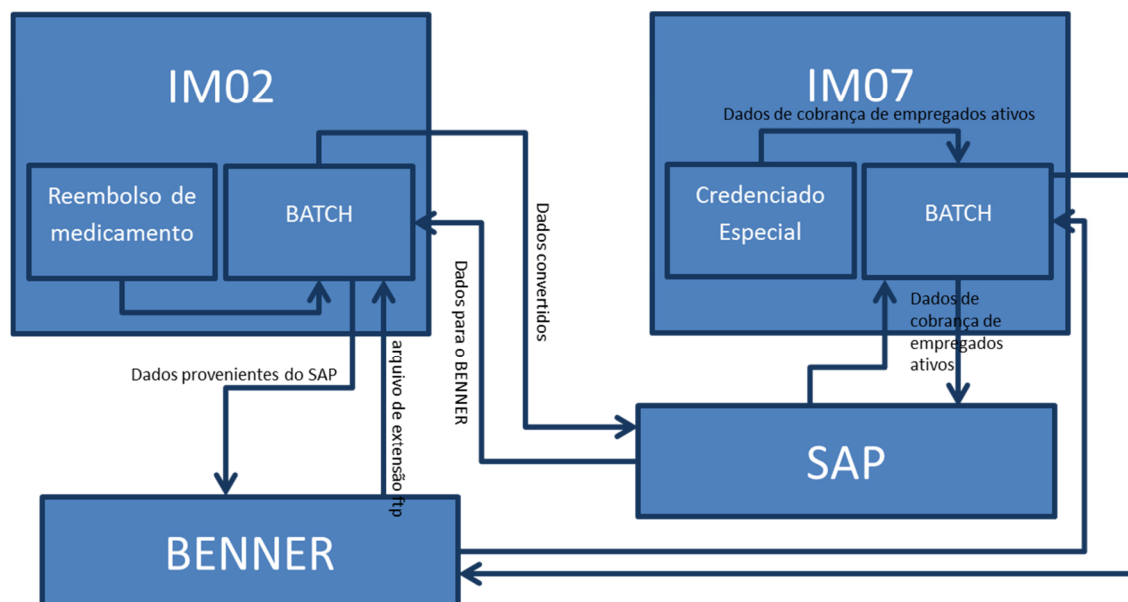 IM02
Reembolso de
medicamento
BATCH
Dados provenientes do SAP
arquivo de extensão ftp
Dados para o BENNER
Dados convertidos
BENNER
IM07
Dados de cobrança de empregados ativos
Credenciado
Especial
BATCH
Dados de
cobrança de
empregados
ativos
SAP